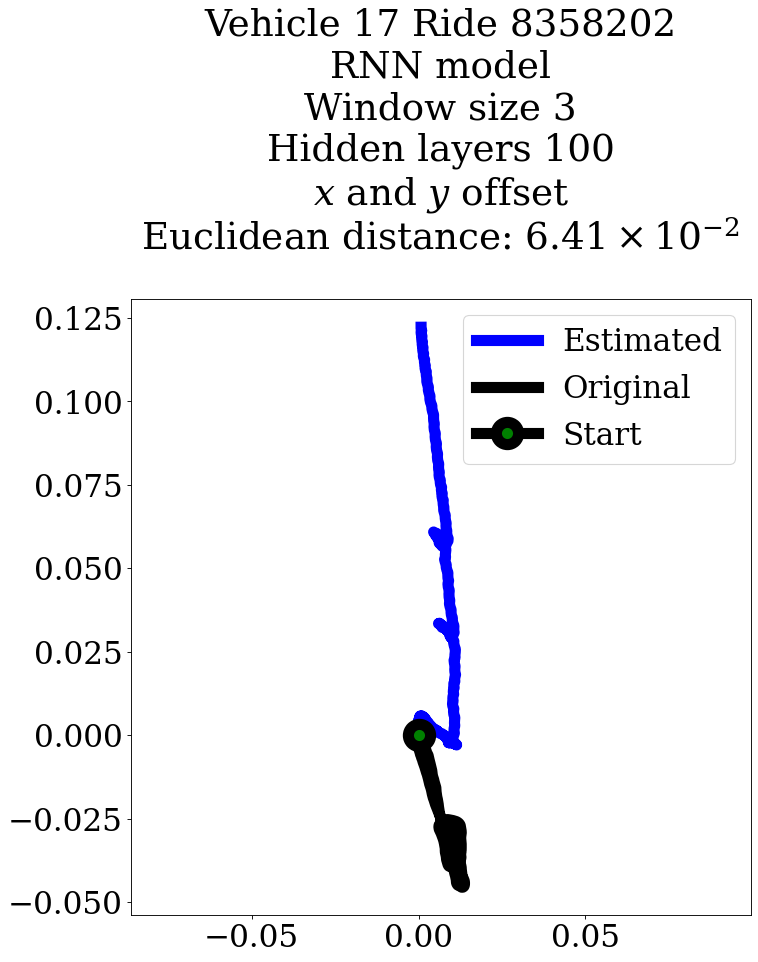 Vehicle 17 Ride 8358202
RNN model
Window size 3
Hidden layers 100
x and y offset
Euclidean distance: 6.41 × 10⁻²
Estimated
Original
Start
0.125
0.100
0.075
0.050
0.025
0.000
−0.025
−0.050
−0.05 0.00 0.05